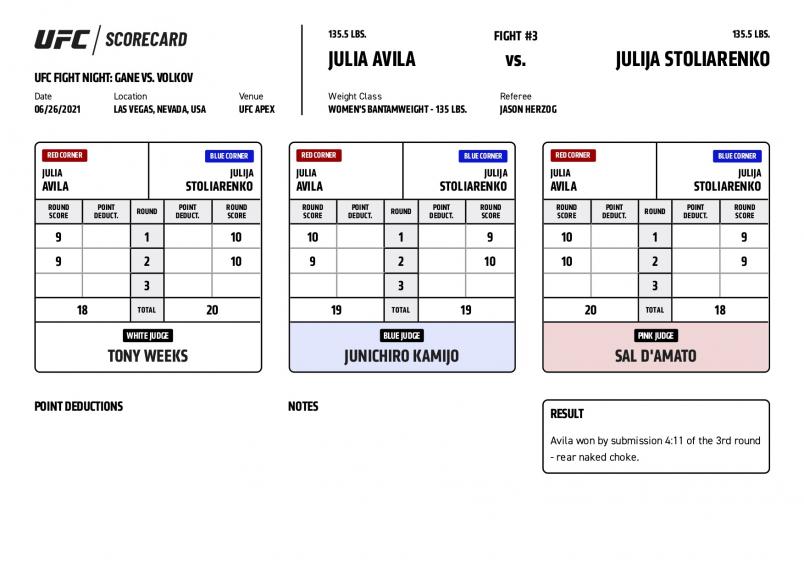 UFC / SCORECARD
UFC FIGHT NIGHT: GANE VS. VOLKOV
Date Location Venue
06/26/2021 LAS VEGAS, NEVADA, USA UFC APEX
135.5 LBS. FIGHT #3 135.5 LBS.
JULIA AVILA vs. JULIJA STOLIARENKO
Weight Class Referee
WOMEN'S BANTAMWEIGHT - 135 LBS. JASON HERZOG
RED CORNER BLUE CORNER
JULIA JULIJA
AVILA STOLIARENKO
ROUND SCORE POINT DEDUCT. ROUND POINT DEDUCT. ROUND SCORE
9 1 10
9 2 10
3
18 TOTAL 20
WHITE JUDGE
TONY WEEKS
RED CORNER BLUE CORNER
JULIA JULIJA
AVILA STOLIARENKO
ROUND SCORE POINT DEDUCT. ROUND POINT DEDUCT. ROUND SCORE
10 1 9
9 2 10
3
19 TOTAL 19
BLUE JUDGE
JUNICHIRO KAMIJO
RED CORNER BLUE CORNER
JULIA JULIJA
AVILA STOLIARENKO
ROUND SCORE POINT DEDUCT. ROUND POINT DEDUCT. ROUND SCORE
10 1 9
10 2 9
3
20 TOTAL 18
PINK JUDGE
SAL D'AMATO
POINT DEDUCTIONS
NOTES
RESULT
Avila won by submission 4:11 of the 3rd round
- rear naked choke.